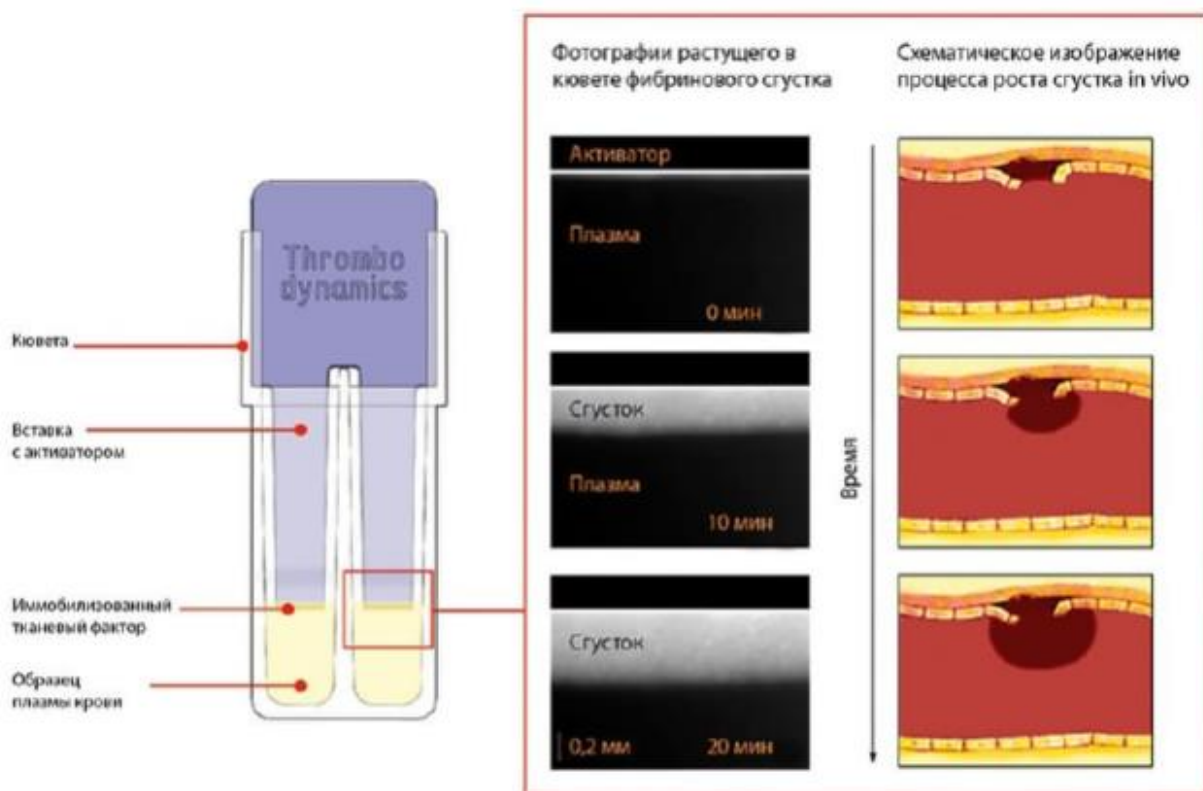 Фотографии растущего в
кювете фибринового сгустка
Схематическое изображение
процесса роста сгустка in vivo
Thrombo
dynamics
Кювета
Вставка
с активатором
Иммобилизованный
тканевый фактор
Образец
плазмы крови
Активатор
Плазма
0 мин
Сгусток
Плазма
10 мин
Сгусток
0,2 мм
20 мин
Время